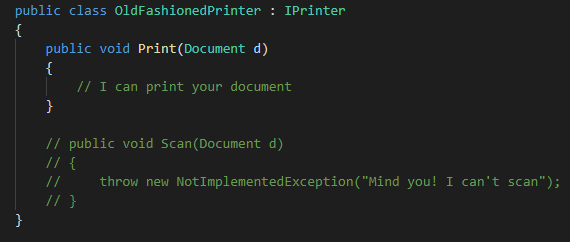 public class OldFashionedPrinter : IPrinter
{
    public void Print(Document d)
    {
        // I can print your document
    }

    // public void Scan(Document d)
    // {
    //     throw new NotImplementedException("Mind you! I can't scan");
    // }
}